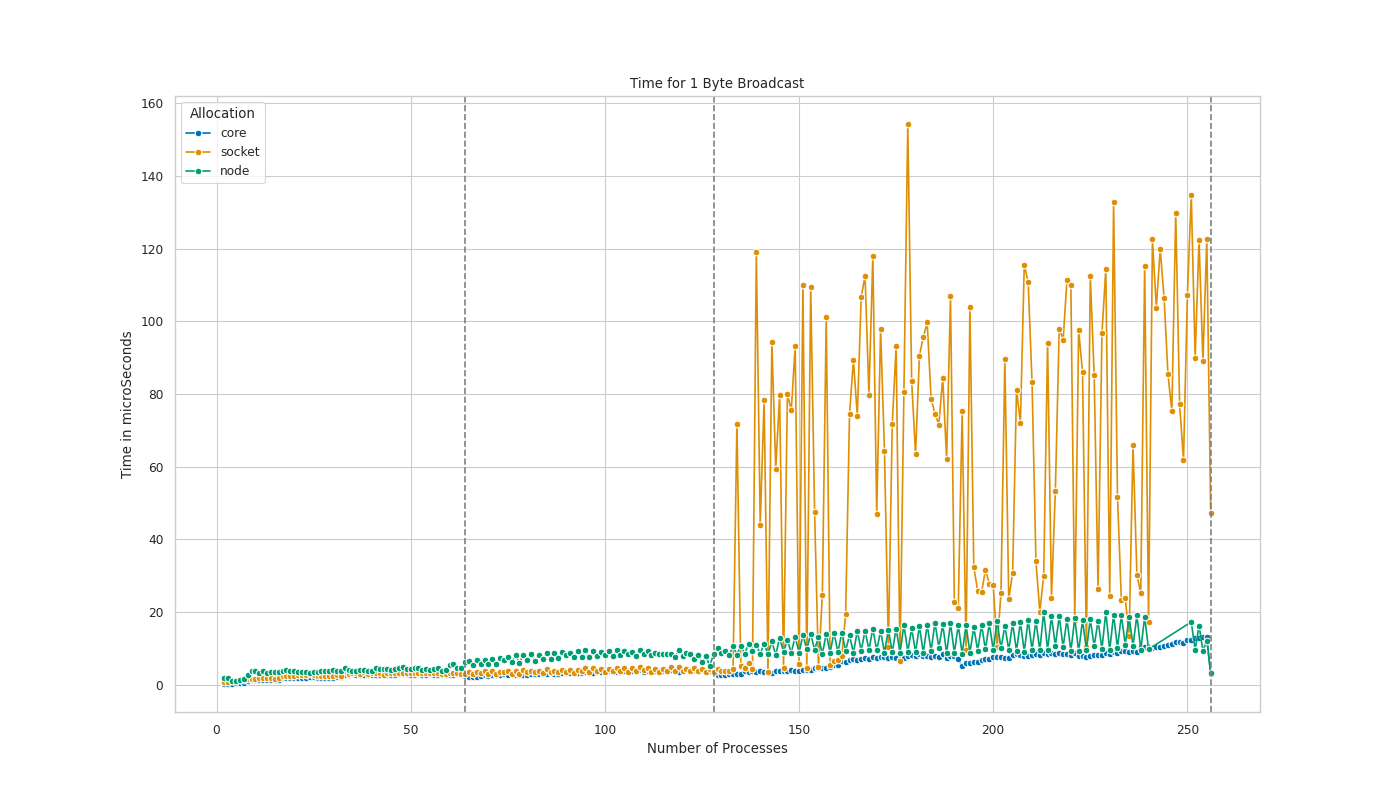 Time for 1 Byte Broadcast
Allocation
core
socket
node
160
140
120
100
80
60
40
20
0
Time in microSeconds
0 50 100 150 200 250
Number of Processes